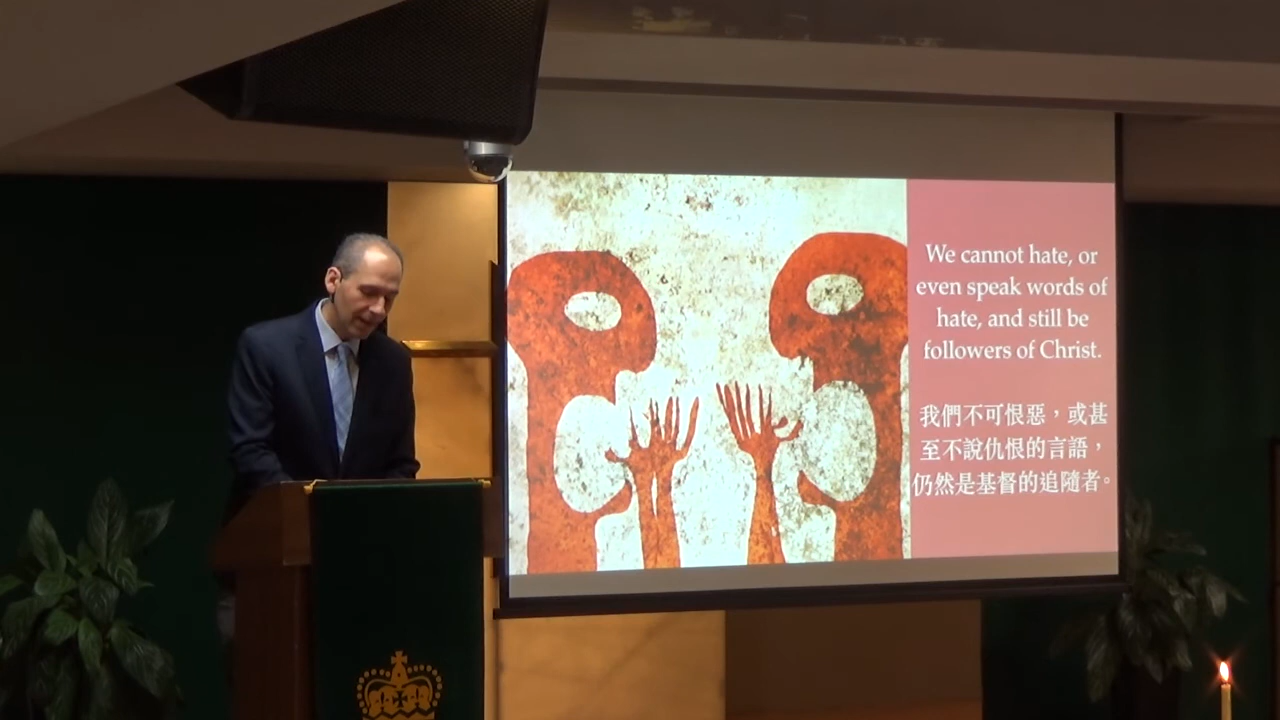 We cannot hate, or
even speak words of
hate, and still be
followers of Christ.
我們不可恨惡，或甚
至不說仇恨的言語，
仍然是基督的追隨者。